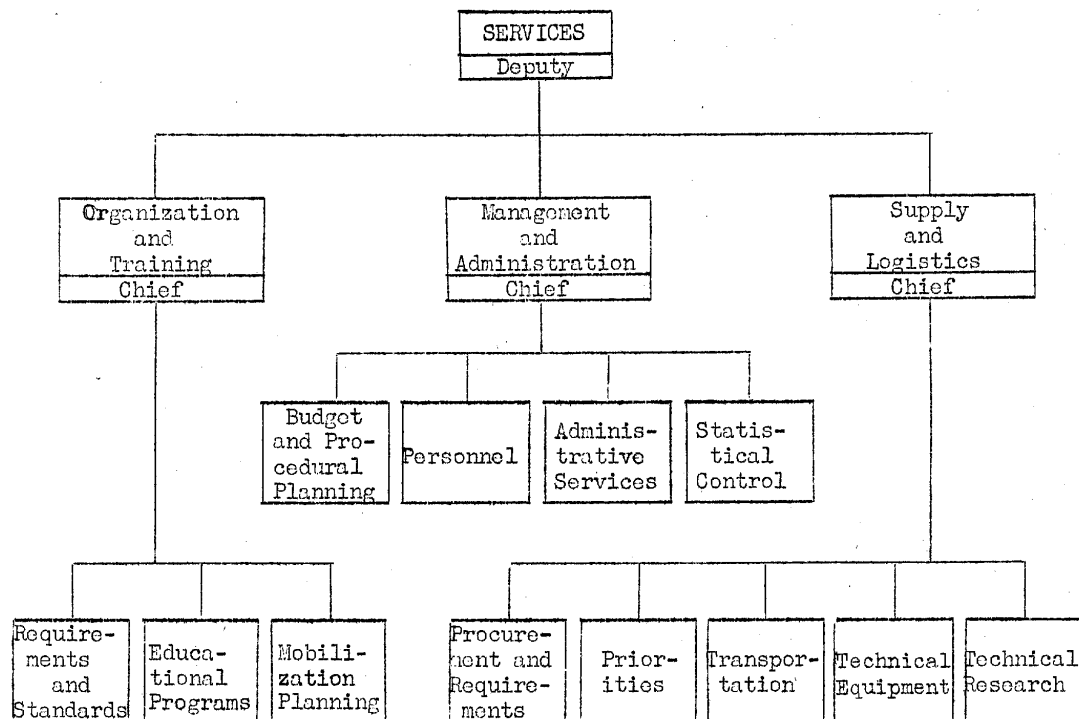 SERVICES
Deputy
Organization
and
Training
Chief
Management
and
Administration
Chief
Supply
and
Logistics
Chief
Budget
and Pro-
cedural
Planning
Personnel
Adminis-
trative
Services
Statis-
tical
Control
Require-
ments
and
Standards
Educa-
tional
Programs
Mobili-
zation
Planning
Procure-
ment and
Require-
ments
Prior-
ities
Transpor-
tation
Technical
Equipment
Technical
Research